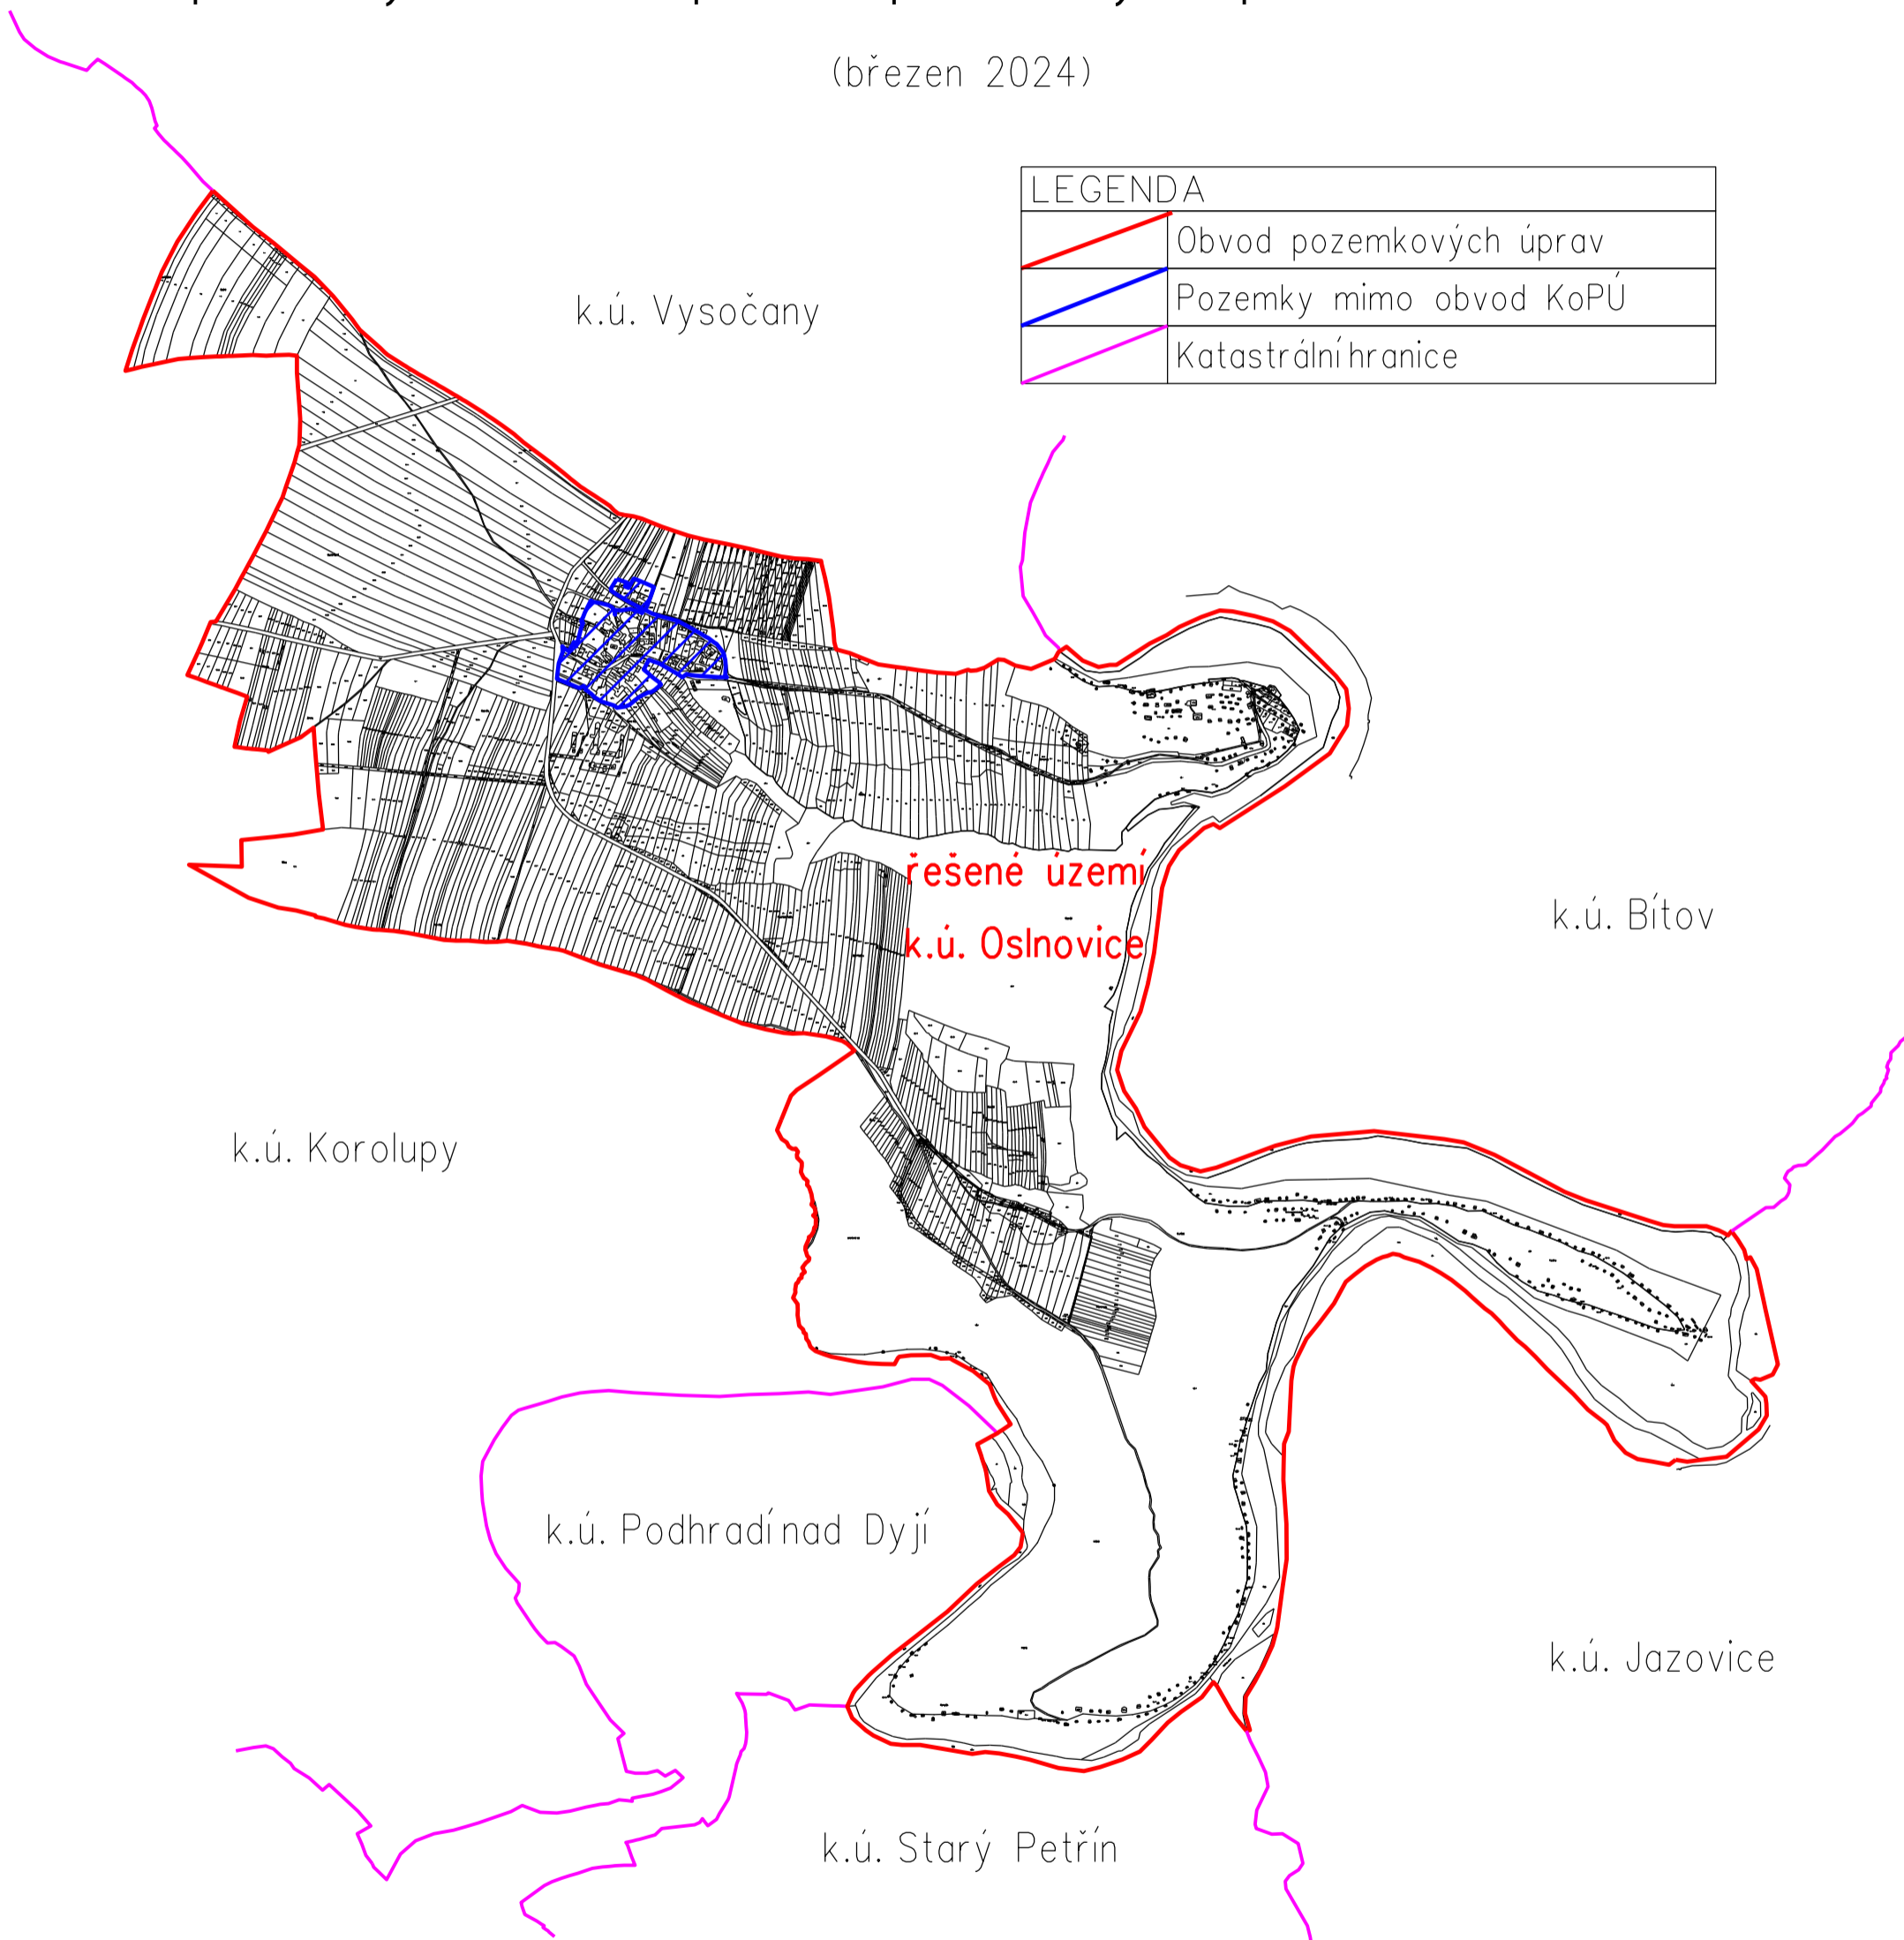 (březen 2024)
LEGENDA
Obvod pozemkových úprav
Pozemky mimo obvod KoPÚ
Katastrální hranice
k.ú. Vysočany
řešené území
k.ú. Oslnovice
k.ú. Bítov
k.ú. Korolupy
k.ú. Podhradí nad Dyjí
k.ú. Jazovice
k.ú. Starý Petřín